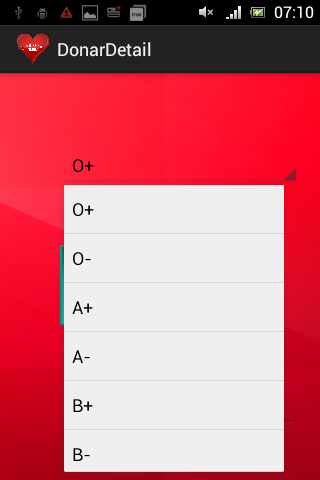 07:10
DonarDetail
O+
O+
O-
A+
A-
B+
B-